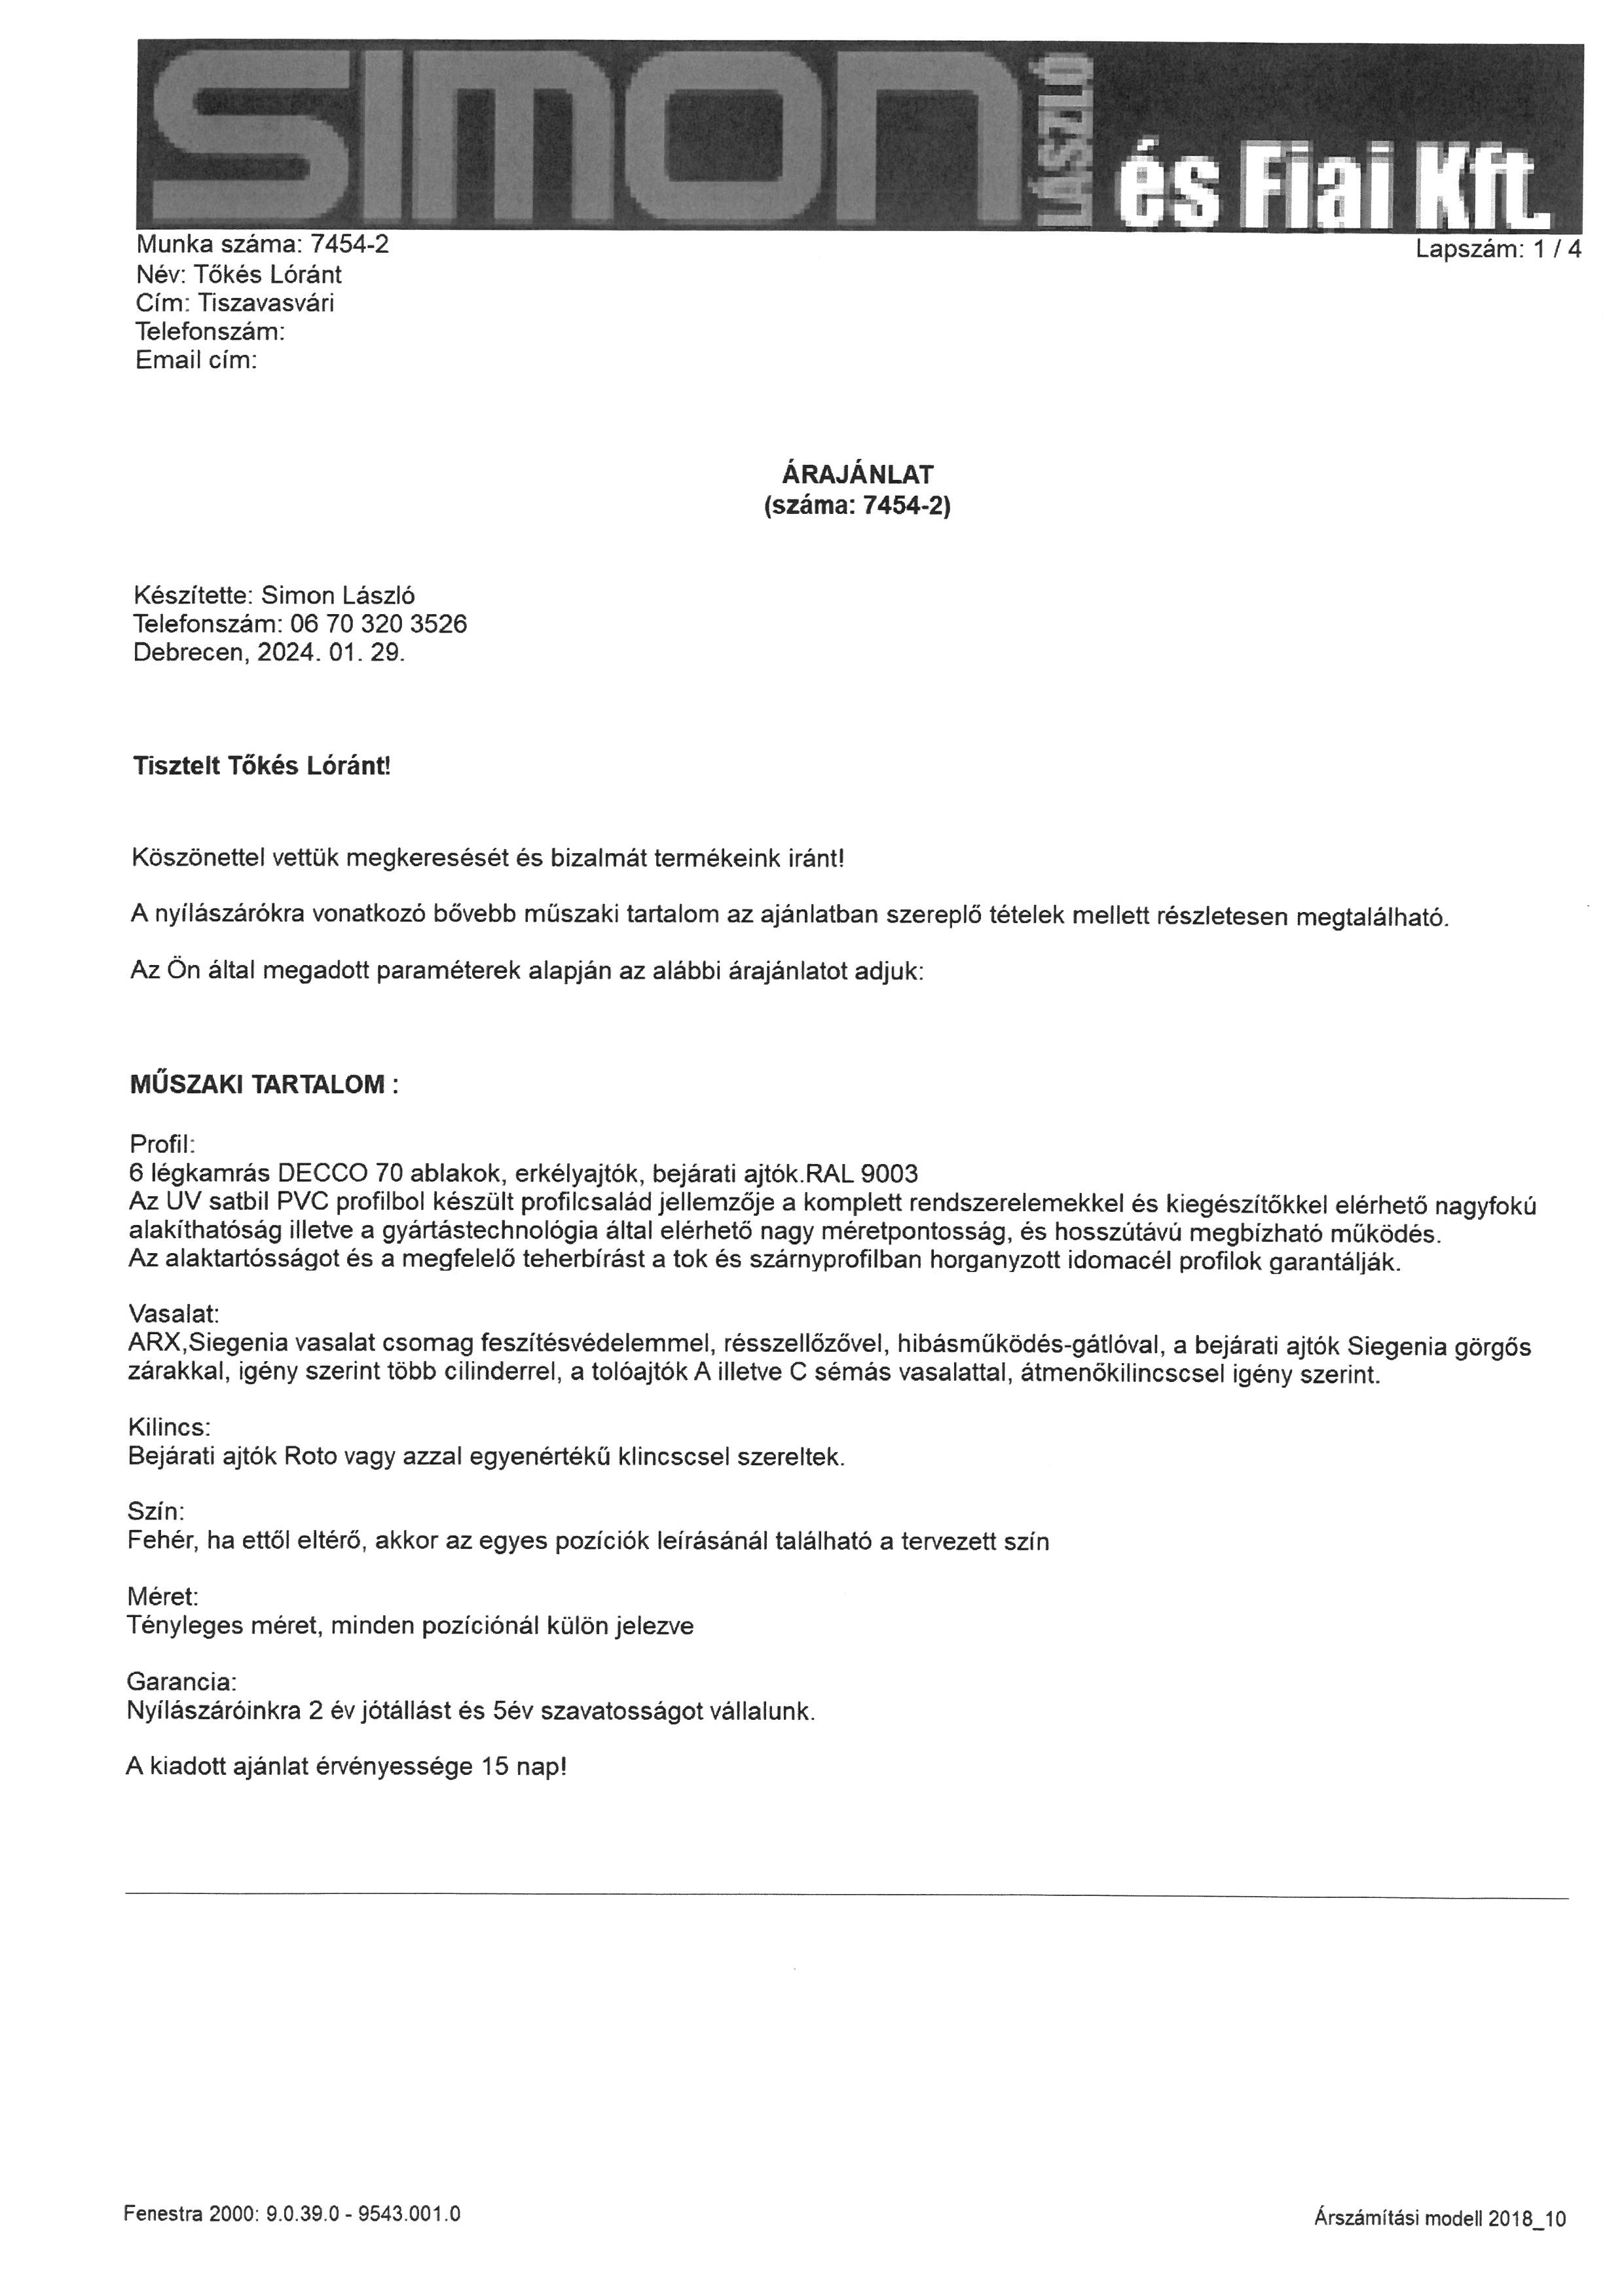 SIMON LÁSZLÓ és Fiai Kft.
Munka száma: 7454-2
Lapszám: 1 / 4
Név: Tőkés Lóránt
Cím: Tiszavasvári
Telefonszám:
Email cím:
ÁRAJÁNLAT
(száma: 7454-2)
Készítette: Simon László
Telefonszám: 06 70 320 3526
Debrecen, 2024. 01. 29.
Tisztelt Tőkés Lóránt!
Köszönettel vettük megkeresését és bizalmát termékeink iránt!
A nyílászárókra vonatkozó bővebb műszaki tartalom az ajánlatban szereplő tételek mellett részletesen megtalálható.
Az Ön által megadott paraméterek alapján az alábbi árajánlatot adjuk:
MŰSZAKI TARTALOM :
Profil:
6 légkamrás DECCO 70 ablakok, erkélyajtók, bejárati ajtók.RAL 9003
Az UV satbil PVC profilbol készült profilcsalád jellemzője a komplett rendszerelemekkel és kiegészítőkkel elérhető nagyfokú
alakíthatóság illetve a gyártástechnológia által elérhető nagy méretpontosság, és hosszútávú megbízható működés.
Az alaktartósságot és a megfelelő teherbírást a tok és szárnyprofilban horganyzott idomacél profilok garantálják.
Vasalat:
ARX,Siegenia vasalat csomag feszítésvédelemmel, résszellőzővel, hibásműködés-gátlóval, a bejárati ajtók Siegenia görgős
zárakkal, igény szerint több cilinderrel, a tolóajtók A illetve C sémás vasalattal, átmenőkilincscsel igény szerint.
Kilincs:
Bejárati ajtók Roto vagy azzal egyenértékű klincscsel szereltek.
Szín:
Fehér, ha ettől eltérő, akkor az egyes pozíciók leírásánál található a tervezett szín
Méret:
Tényleges méret, minden pozíciónál külön jelezve
Garancia:
Nyílászáróinkra 2 év jótállást és 5év szavatosságot vállalunk.
A kiadott ajánlat érvényessége 15 nap!
Fenestra 2000: 9.0.39.0 - 9543.001.0
Árszámítási modell 2018_10